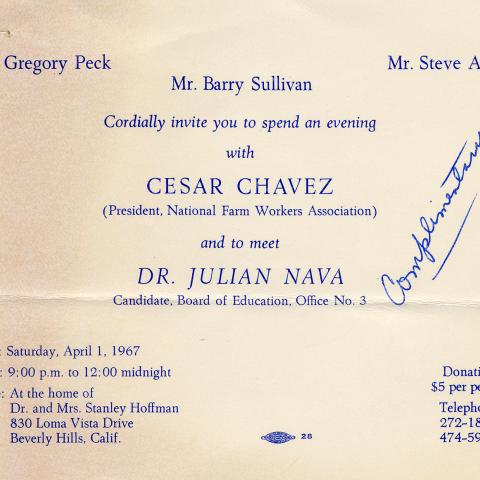 Gregory Peck
Mr. Steve A
Mr. Barry Sullivan
Cordially invite you to spend an evening
with
CESAR CHAVEZ
(President, National Farm Workers Association)
and to meet
DR. JULIAN NAVA
Candidate, Board of Education, Office No. 3
Complimentary
: Saturday, April 1, 1967
: 9:00 p.m. to 12:00 midnight
: At the home of
Dr. and Mrs. Stanley Hoffman
830 Loma Vista Drive
Beverly Hills, Calif.
28
Donati
$5 per pe
Telepho
272-18
474-59